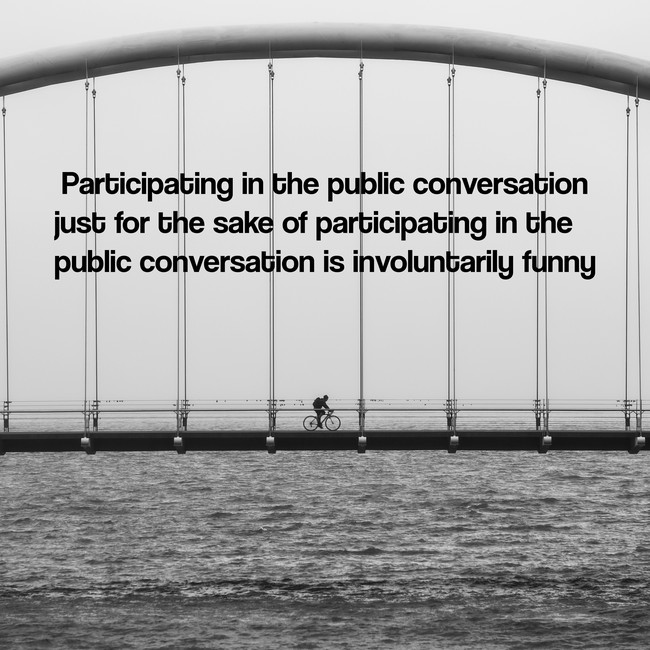 Participating in the public conversation
just for the sake of participating in the
public conversation is involuntarily funny